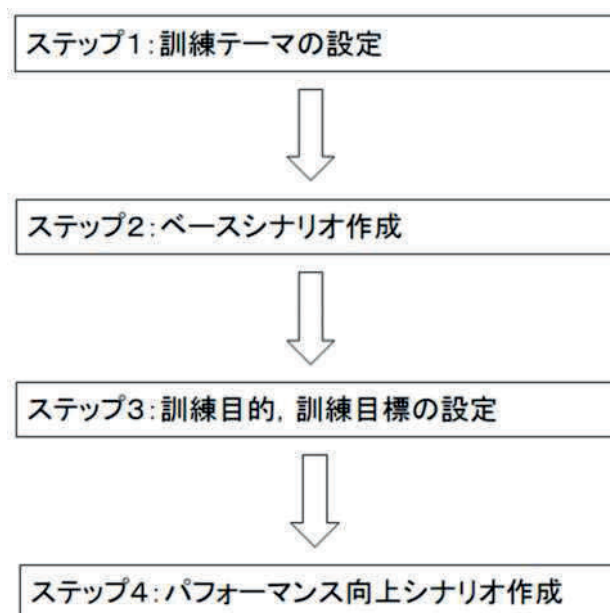 ステップ1：訓練テーマの設定
ステップ2：ベースシナリオ作成
ステップ3：訓練目的，訓練目標の設定
ステップ4：パフォーマンス向上シナリオ作成